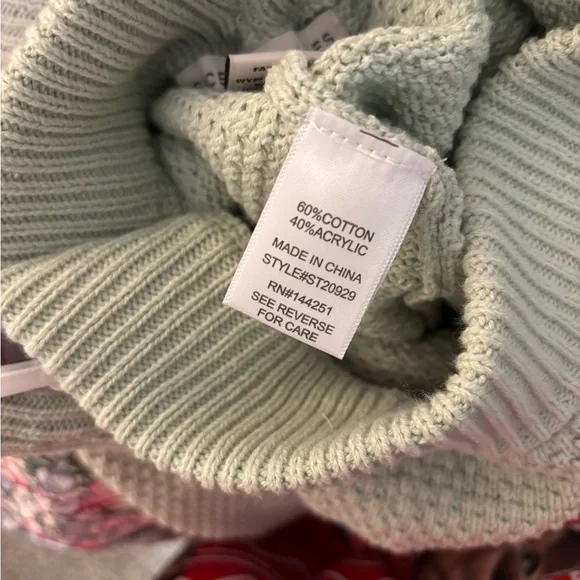 60%COTTON
40%ACRYLIC
MADE IN CHINA
STYLE#ST20929
RN#144251
SEE REVERSE
FOR CARE